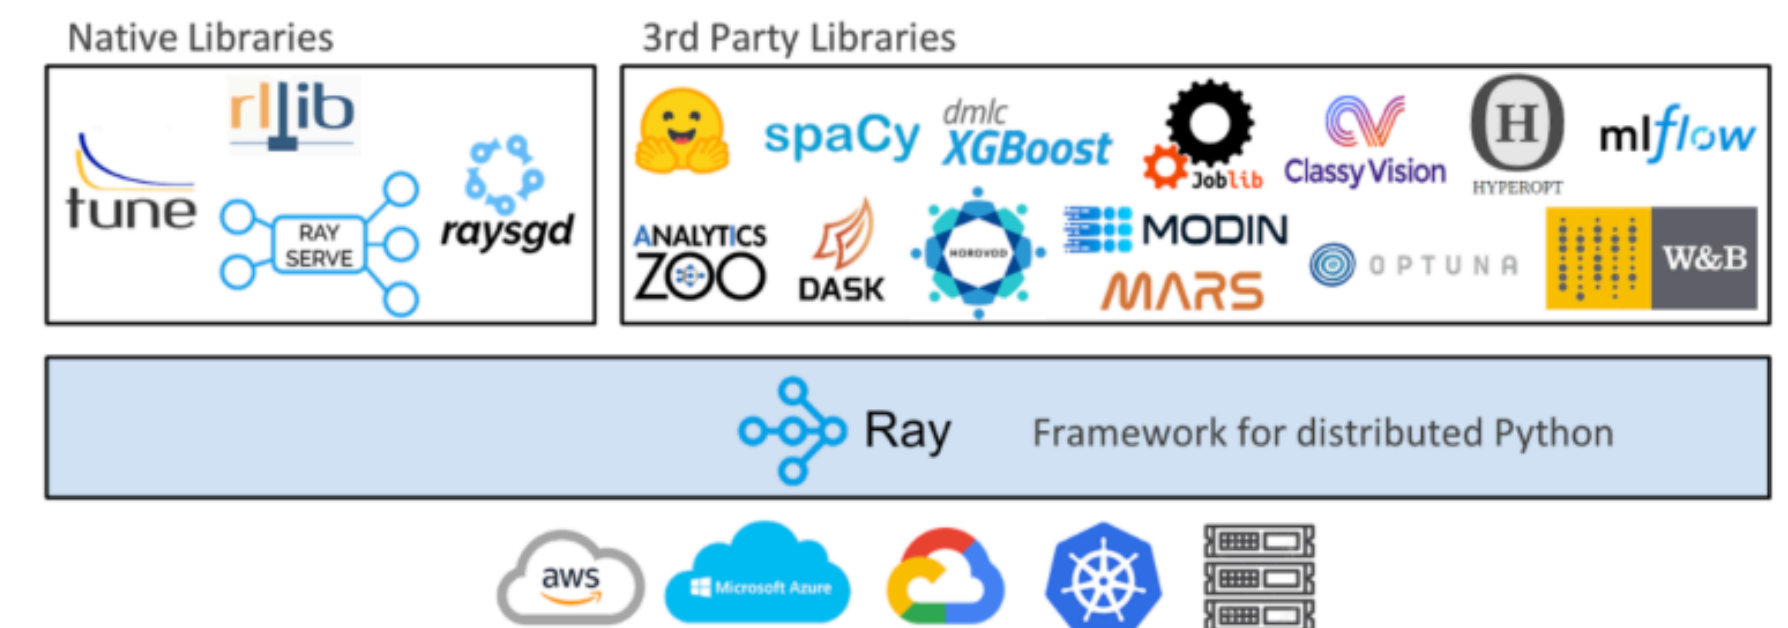 Native Libraries
3rd Party Libraries
rllib
tune
RAY
SERVE
raysgd
spaCy
dmlc
XGBoost
Joblib
Classy Vision
H
HYPEROPT
mlflow
ANALYTICS
ZOO
DASK
HOROVOD
MODIN
MARS
OPTUNA
W&B
Ray
Framework for distributed Python
aws
Microsoft Azure